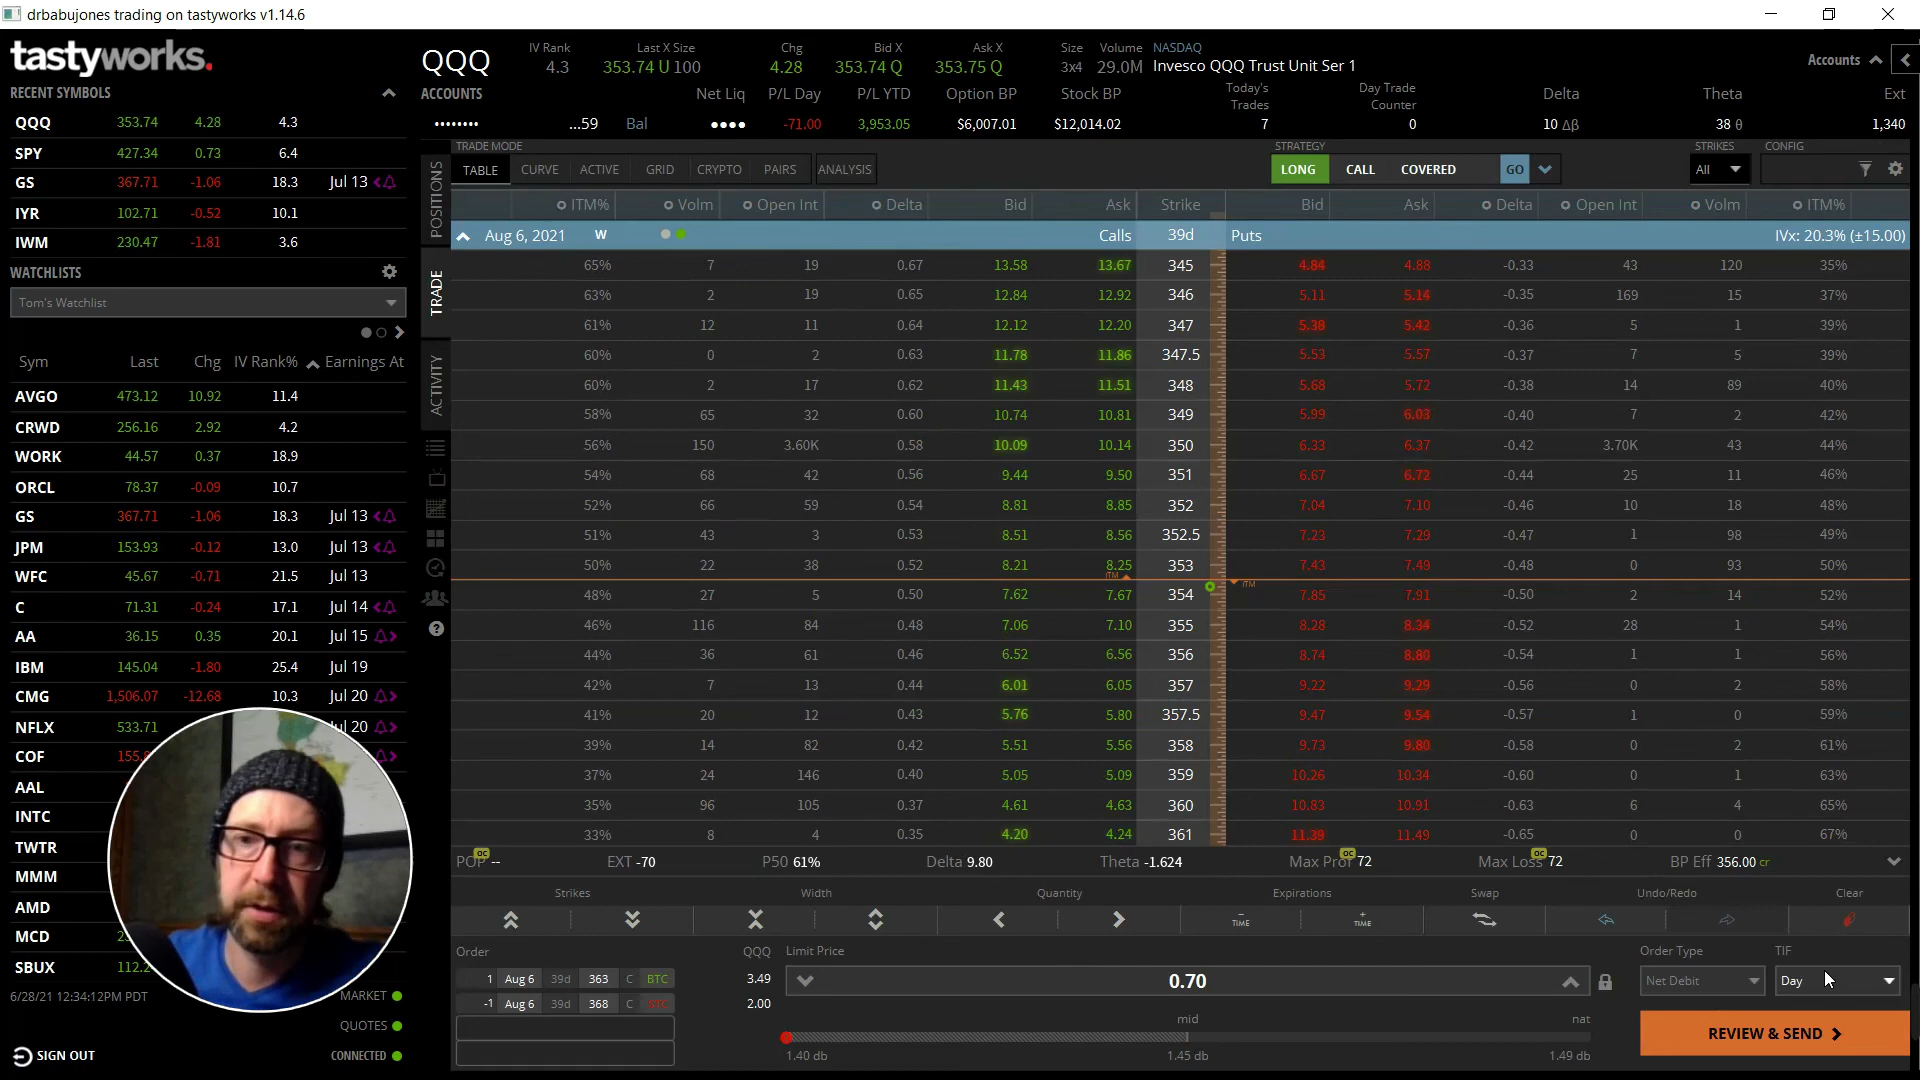 drbabujones trading on tastyworks v1.14.6
tastyworks.
RECENT SYMBOLS
QQQ 353.74 4.28 4.3
SPY 427.34 0.73 6.4
GS 367.71 -1.06 18.3 Jul 13
IYR 102.71 -0.52 10.1
IWM 230.47 -1.81 3.6
WATCHLISTS
Tom's Watchlist
Sym Last Chg IV Rank% Earnings At
AVGO 473.12 10.92 11.4
CRWD 256.16 2.92 4.2
WORK 44.57 0.37 18.9
ORCL 78.37 -0.09 10.7
GS 367.71 -1.06 18.3 Jul 13
JPM 153.93 -0.12 13.0 Jul 13
WFC 45.67 -0.71 21.5 Jul 13
C 71.31 -0.24 17.1 Jul 14
AA 36.15 0.35 20.1 Jul 15
IBM 145.04 -1.80 25.4 Jul 19
CMG 1,506.07 -12.68 10.3 Jul 20
NFLX 533.71 Jul 20
COF 155.
AAL
INTC
TWTR
MMM
AMD
MCD
SBUX 112.
6/28/21 12:34:12PM PDT
MARKET
QUOTES
SIGN OUT CONNECTED
QQQ IV Rank Last X Size Chg Bid X Ask X Size Volume NASDAQ
4.3 353.74 U 100 4.28 353.74 Q 353.75 Q 3x4 29.0M Invesco QQQ Trust Unit Ser 1
Accounts
ACCOUNTS Net Liq P/L Day P/L YTD Option BP Stock BP Today's Trades Day Trade Counter Delta Theta Ext
•••••••• ...59 Bal •••• -71.00 3,953.05 $6,007.01 $12,014.02 7 0 10 Δβ 38 θ 1,340
POSITIONS
TRADE
ACTIVITY
TRADE MODE STRATEGY STRIKES CONFIG
TABLE CURVE ACTIVE GRID CRYPTO PAIRS ANALYSIS LONG CALL COVERED GO All
ITM% Volm Open Int Delta Bid Ask Strike Bid Ask Delta Open Int Volm ITM%
Aug 6, 2021 W Calls 39d Puts IVx: 20.3% (±15.00)
65% 7 19 0.67 13.58 13.67 345 4.84 4.88 -0.33 43 120 35%
63% 2 19 0.65 12.84 12.92 346 5.11 5.14 -0.35 169 15 37%
61% 12 11 0.64 12.12 12.20 347 5.38 5.42 -0.36 5 1 39%
60% 0 2 0.63 11.78 11.86 347.5 5.53 5.57 -0.37 7 5 39%
60% 2 17 0.62 11.43 11.51 348 5.68 5.72 -0.38 14 89 40%
58% 65 32 0.60 10.74 10.81 349 5.99 6.03 -0.40 7 2 42%
56% 150 3.60K 0.58 10.09 10.14 350 6.33 6.37 -0.42 3.70K 43 44%
54% 68 42 0.56 9.44 9.50 351 6.67 6.72 -0.44 25 11 46%
52% 66 59 0.54 8.81 8.85 352 7.04 7.10 -0.46 10 18 48%
51% 43 3 0.53 8.51 8.56 352.5 7.23 7.29 -0.47 1 98 49%
50% 22 38 0.52 8.21 8.25 353 7.43 7.49 -0.48 0 93 50%
ITM ITM
48% 27 5 0.50 7.62 7.67 354 7.85 7.91 -0.50 2 14 52%
46% 116 84 0.48 7.06 7.10 355 8.28 8.34 -0.52 28 1 54%
44% 36 61 0.46 6.52 6.56 356 8.74 8.80 -0.54 1 1 56%
42% 7 13 0.44 6.01 6.05 357 9.22 9.29 -0.56 0 2 58%
41% 20 12 0.43 5.76 5.80 357.5 9.47 9.54 -0.57 1 0 59%
39% 14 82 0.42 5.51 5.56 358 9.73 9.80 -0.58 0 2 61%
37% 24 146 0.40 5.05 5.09 359 10.26 10.34 -0.60 0 1 63%
35% 96 105 0.37 4.61 4.63 360 10.83 10.91 -0.63 6 4 65%
33% 8 4 0.35 4.20 4.24 361 11.39 11.49 -0.65 0 0 67%
POP -- EXT -70 P50 61% Delta 9.80 Theta -1.624 Max Prof 72 Max Loss 72 BP Eff 356.00 cr
Strikes Width Quantity Expirations Swap Undo/Redo Clear
TIME TIME
Order QQQ Limit Price Order Type TIF
1 Aug 6 39d 363 C BTC 3.49 0.70 Net Debit Day
-1 Aug 6 39d 368 C STC 2.00
mid nat
1.40 db 1.45 db 1.49 db
REVIEW & SEND